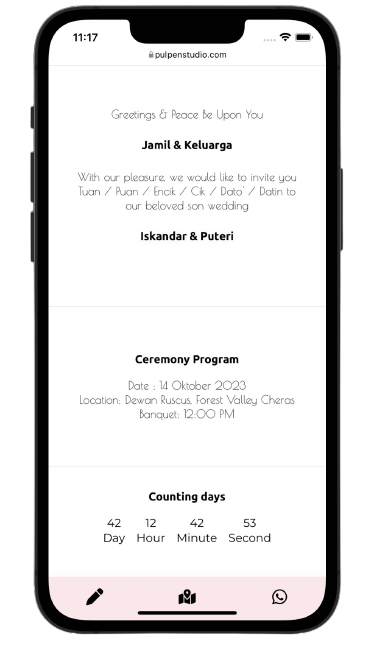 11:17
pulpenstudio.com
Greetings & Peace Be Upon You
Jamil & Keluarga
With our pleasure, we would like to invite you
Tuan / Puan / Encik / Cik / Dato' / Datin to
our beloved son wedding
Iskandar & Puteri
Ceremony Program
Date : 14 Oktober 2023
Location: Dewan Ruscus, Forest Valley Cheras
Banquet: 12:00 PM
Counting days
42 12 42 53
Day Hour Minute Second